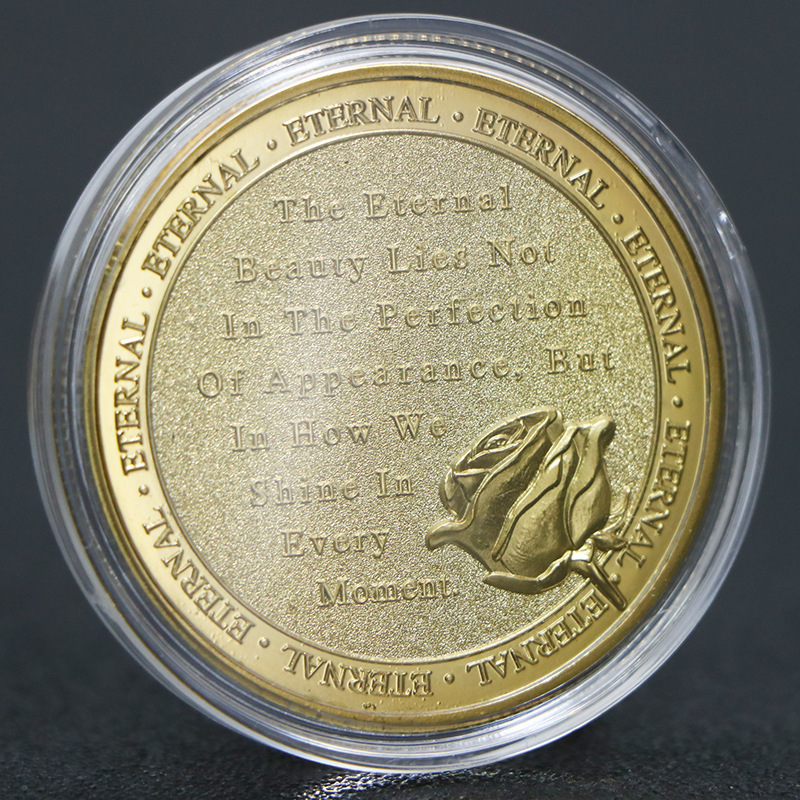 ETERNAL · ETERNAL · ETERNAL · ETERNAL · ETERNAL · ETERNAL · ETERNAL · ETERNAL · ETERNAL ·
The Eternal
Beauty Lies Not
In The Perfection
Of Appearance, But
In How We
Shine In
Every
Moment.